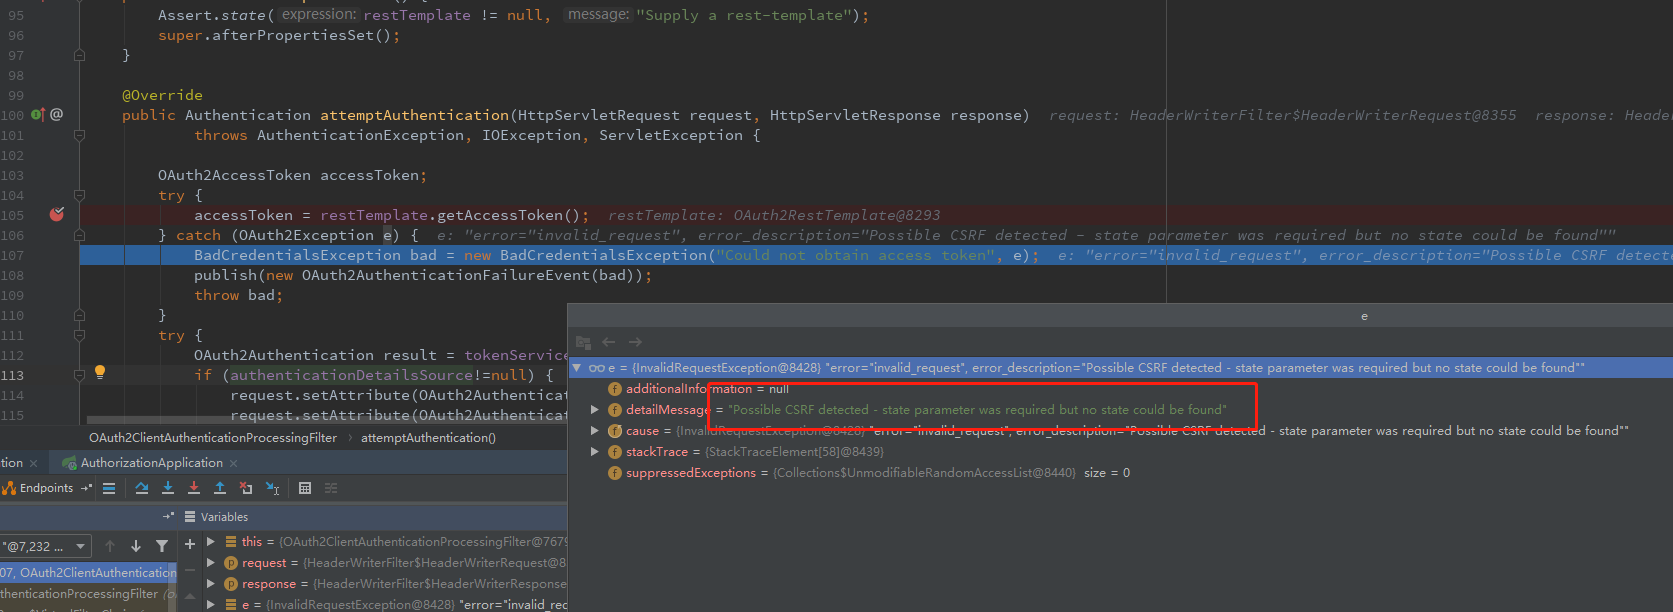 95 Assert.state( expression: restTemplate != null, message: "Supply a rest-template");
96 super.afterPropertiesSet();
97 }
98
99 @Override
100 public Authentication attemptAuthentication(HttpServletRequest request, HttpServletResponse response) request: HeaderWriterFilter$HeaderWriterRequest@8355 response: Heade
101 throws AuthenticationException, IOException, ServletException {
102
103 OAuth2AccessToken accessToken;
104 try {
105 accessToken = restTemplate.getAccessToken(); restTemplate: OAuth2RestTemplate@8293
106 } catch (OAuth2Exception e) { e: "error="invalid_request", error_description="Possible CSRF detected - state parameter was required but no state could be found""
107 BadCredentialsException bad = new BadCredentialsException("Could not obtain access token", e); e: "error="invalid_request", error_description="Possible CSRF detecte
108 publish(new OAuth2AuthenticationFailureEvent(bad));
109 throw bad;
110 }
111 try {
112 OAuth2Authentication result = tokenService
113 if (authenticationDetailsSource!=null) {
114 request.setAttribute(OAuth2Authenticat
115 request.setAttribute(OAuth2Authenticat
OAuth2ClientAuthenticationProcessingFilter › attemptAuthentication()
tion × AuthorizationApplication ×
Endpoints
Variables
"@7,232 ...
07, OAuth2ClientAuthentication
thenticationProcessingFilter (o
this = {OAuth2ClientAuthenticationProcessingFilter@7679
request = {HeaderWriterFilter$HeaderWriterRequest@8
response = {HeaderWriterFilter$HeaderWriterResponse
e = {InvalidRequestException@8428} "error="invalid_req
e
e = {InvalidRequestException@8428} "error="invalid_request", error_description="Possible CSRF detected - state parameter was required but no state could be found""
additionalInformation = null
detailMessage = "Possible CSRF detected - state parameter was required but no state could be found"
cause = {InvalidRequestException@8428} "error="invalid_request", error_description="Possible CSRF detected - state parameter was required but no state could be found""
stackTrace = {StackTraceElement[58]@8439}
suppressedExceptions = {Collections$UnmodifiableRandomAccessList@8440} size = 0